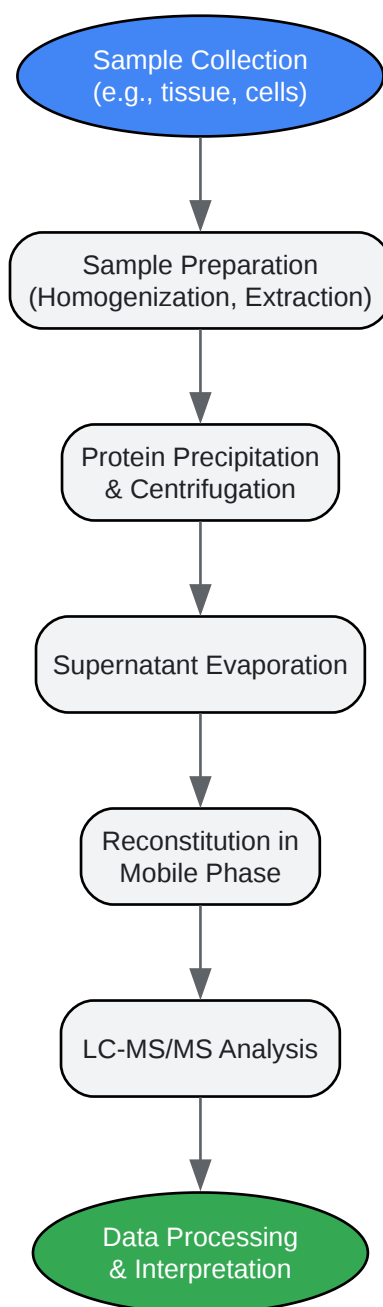 Sample Collection
(e.g., tissue, cells)
Sample Preparation
(Homogenization, Extraction)
Protein Precipitation
& Centrifugation
Supernatant Evaporation
Reconstitution in
Mobile Phase
LC-MS/MS Analysis
Data Processing
& Interpretation